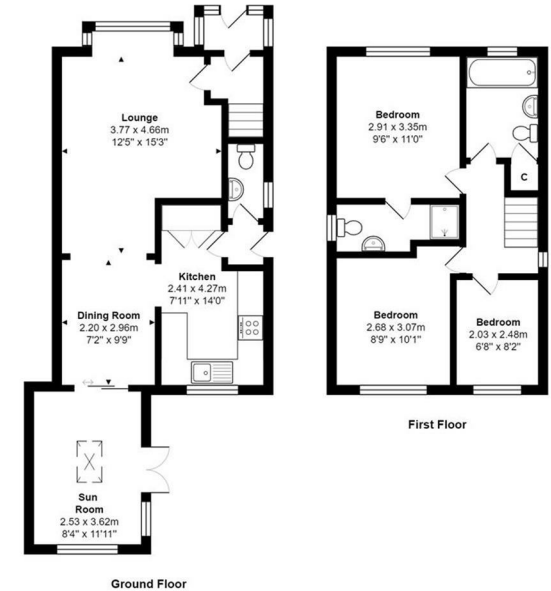 Lounge
3.77 x 4.66m
12'5" x 15'3"
Kitchen
2.41 x 4.27m
7'11" x 14'0"
Dining Room
2.20 x 2.96m
7'2" x 9'9"
Sun
Room
2.53 x 3.62m
8'4" x 11'11"
Ground Floor
Bedroom
2.91 x 3.35m
9'6" x 11'0"
C
Bedroom
2.68 x 3.07m
8'9" x 10'1"
Bedroom
2.03 x 2.48m
6'8" x 8'2"
First Floor